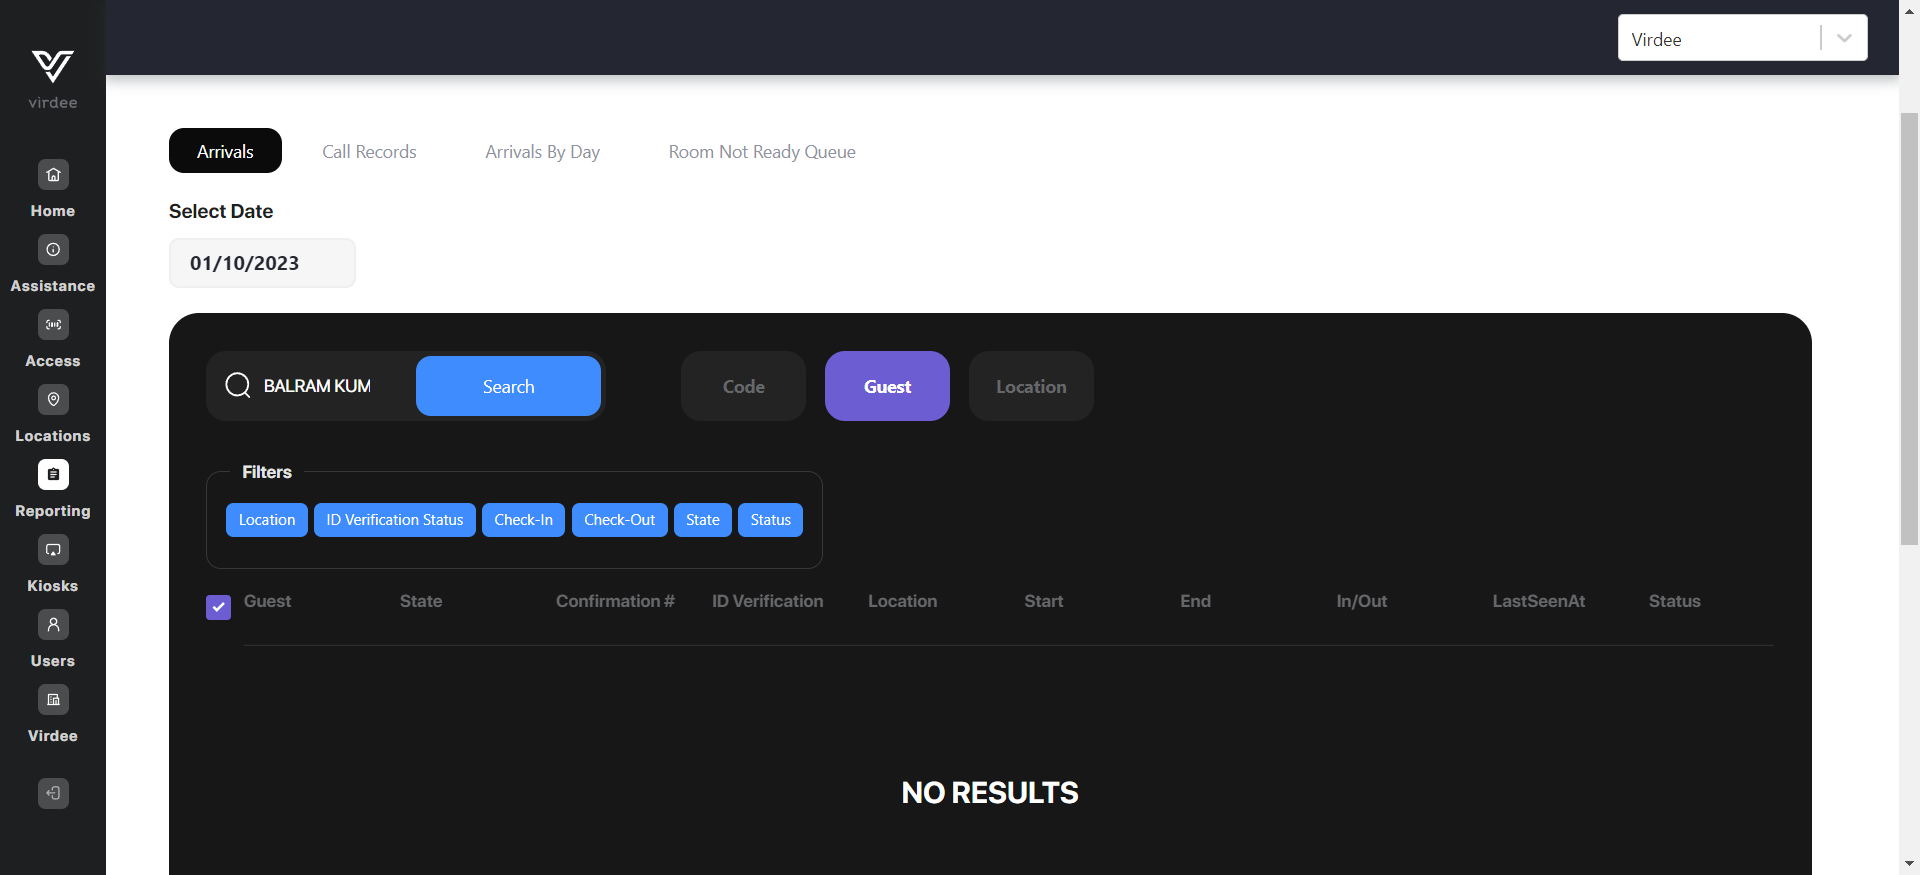 virdee
Home
Assistance
Access
Locations
Reporting
Kiosks
Users
Virdee
Virdee
Arrivals
Call Records
Arrivals By Day
Room Not Ready Queue
Select Date
01/10/2023
BALRAM KUM
Search
Code
Guest
Location
Filters
Location
ID Verification Status
Check-In
Check-Out
State
Status
Guest
State
Confirmation #
ID Verification
Location
Start
End
In/Out
LastSeenAt
Status
NO RESULTS